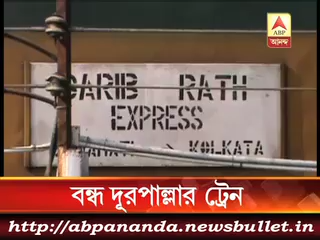 ABP
আনন্দ
GARIB RATH
EXPRESS
KOLKATA
বন্ধ দূরপাল্লার ট্রেন
http://abpananda.newsbullet.in